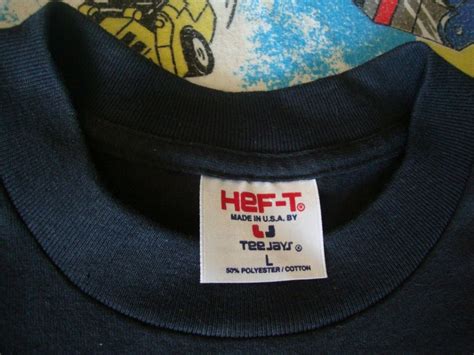 HeF-T®
MADE IN U.S.A. BY
Tee Jays ®
L
50% POLYESTER / COTTON